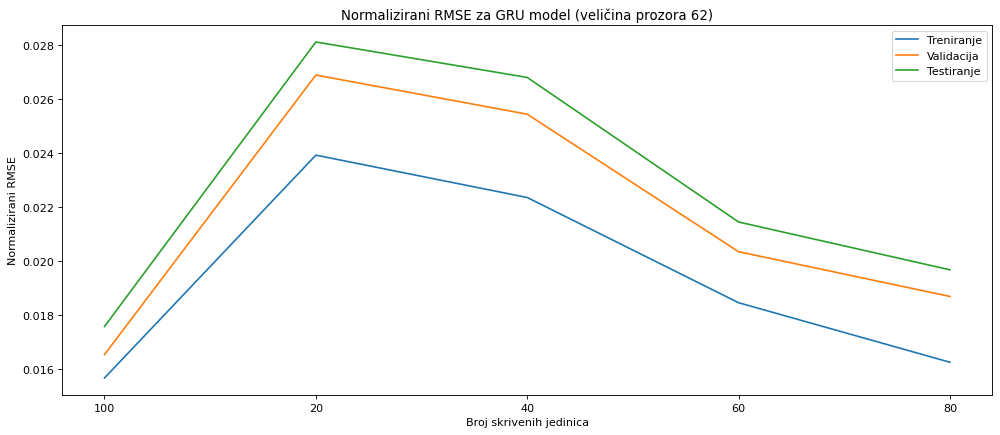 Normalizirani RMSE za GRU model (veličina prozora 62)
Treniranje
Validacija
Testiranje
Normalizirani RMSE
0.028
0.026
0.024
0.022
0.020
0.018
0.016
100 20 40 60 80
Broj skrivenih jedinica